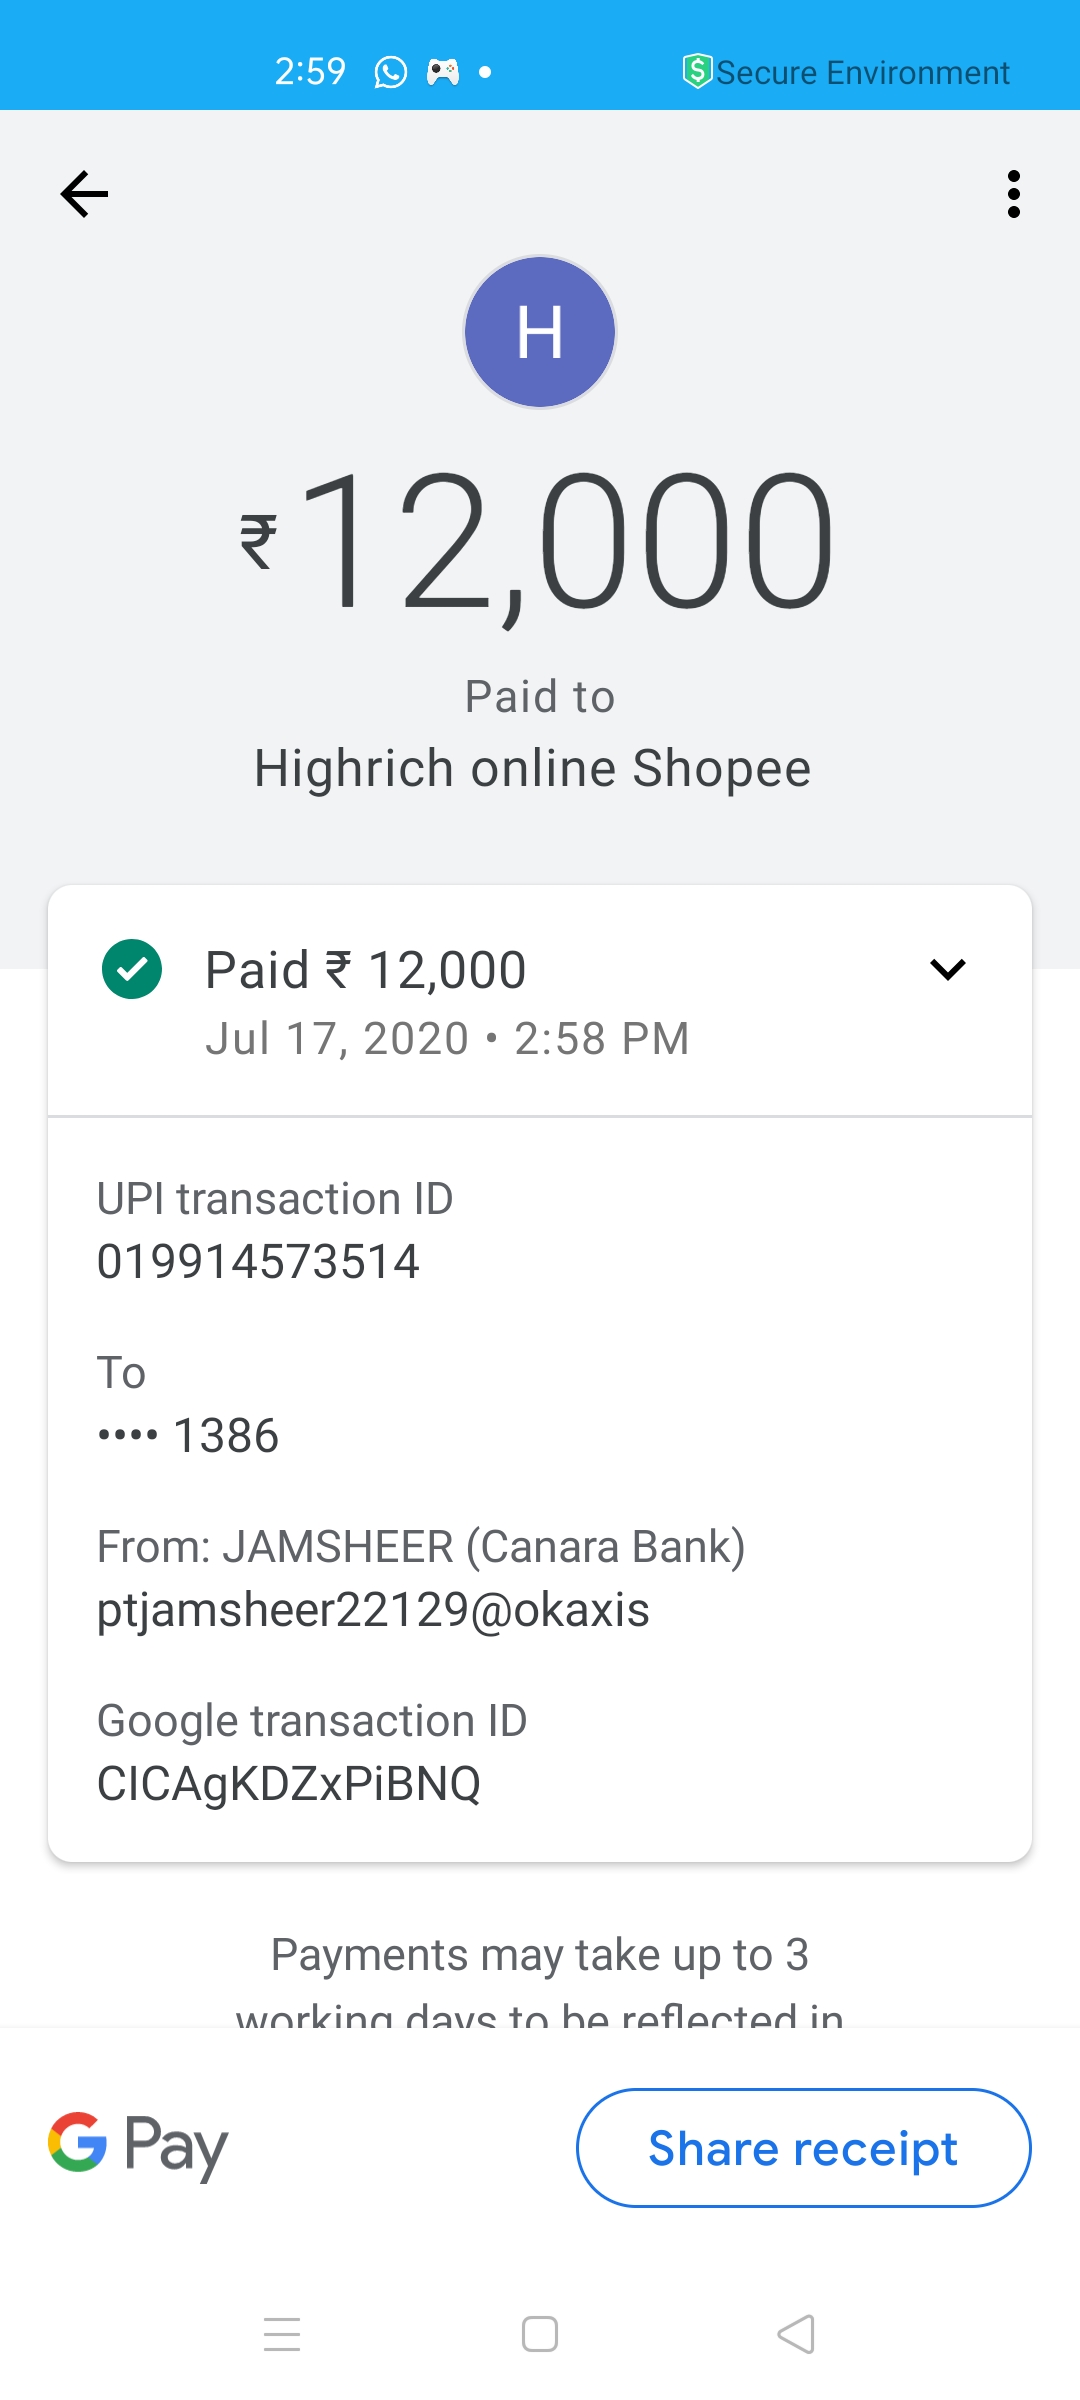 2:59
Secure Environment
H
₹12,000
Paid to
Highrich online Shopee
Paid ₹ 12,000
Jul 17, 2020 • 2:58 PM
UPI transaction ID
019914573514
To
•••• 1386
From: JAMSHEER (Canara Bank)
ptjamsheer22129@okaxis
Google transaction ID
CICAgKDZxPiBNQ
Payments may take up to 3
working days to be reflected in
G Pay
Share receipt